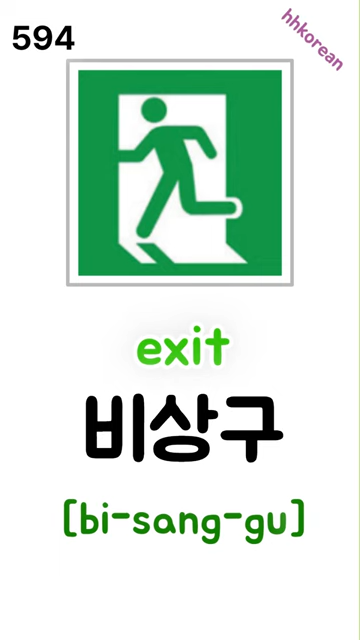 594
hhkorean
exit
비상구
[bi-sang-gu]